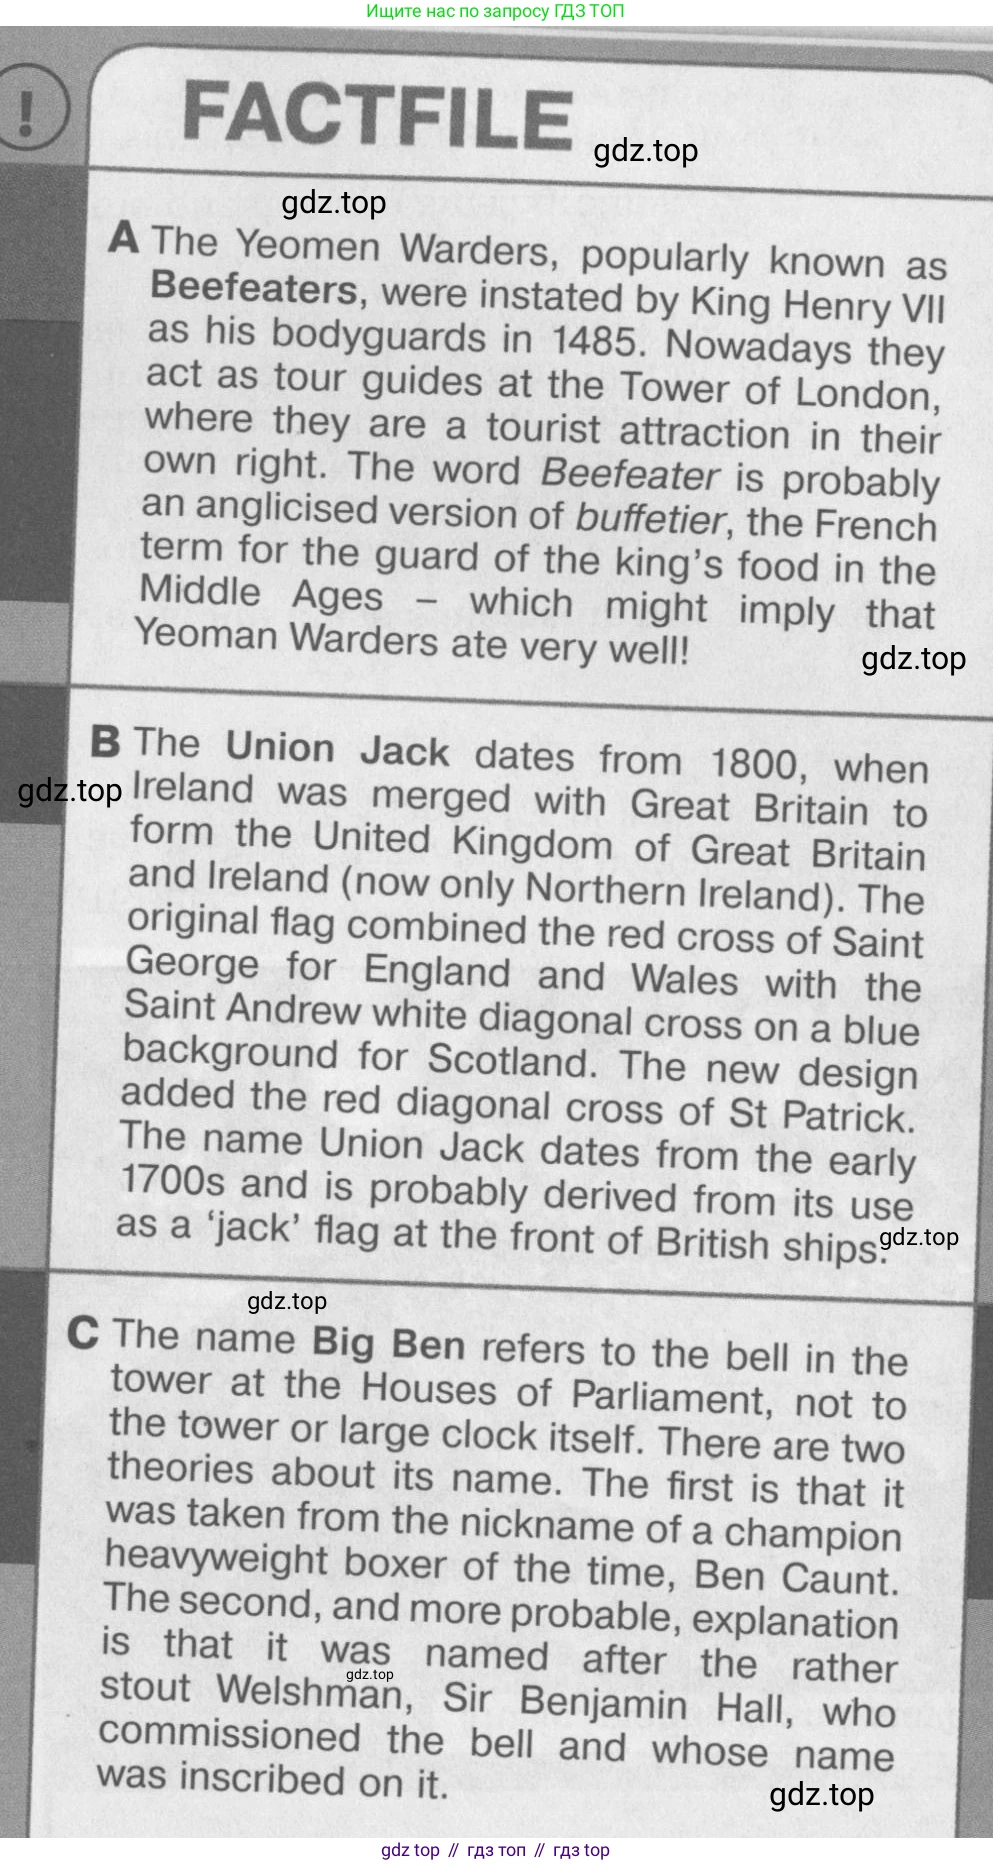 Ищите нас по запросу ГДЗ ТОП
!
FACTFILE
gdz.top
gdz.top
A The Yeomen Warders, popularly known as
Beefeaters, were instated by King Henry VII
as his bodyguards in 1485. Nowadays they
act as tour guides at the Tower of London,
where they are a tourist attraction in their
own right. The word Beefeater is probably
an anglicised version of buffetier, the French
term for the guard of the king's food in the
Middle Ages – which might imply that
Yeoman Warders ate very well!
gdz.top
B The Union Jack dates from 1800, when
gdz.top
Ireland was merged with Great Britain to
form the United Kingdom of Great Britain
and Ireland (now only Northern Ireland). The
original flag combined the red cross of Saint
George for England and Wales with the
Saint Andrew white diagonal cross on a blue
background for Scotland. The new design
added the red diagonal cross of St Patrick.
The name Union Jack dates from the early
1700s and is probably derived from its use
as a 'jack' flag at the front of British ships.
gdz.top
gdz.top
C The name Big Ben refers to the bell in the
tower at the Houses of Parliament, not to
the tower or large clock itself. There are two
theories about its name. The first is that it
was taken from the nickname of a champion
heavyweight boxer of the time, Ben Caunt.
The second, and more probable, explanation
is that it was named after the rather
gdz.top
stout Welshman, Sir Benjamin Hall, who
commissioned the bell and whose name
was inscribed on it.
gdz.top
gdz top // гдз топ // гдз top